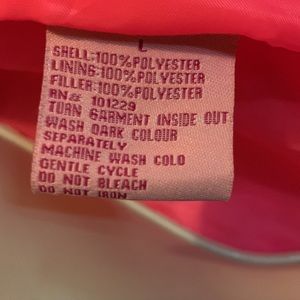 L
SHELL:100%POLYESTER
LINING:100%POLYESTER
FILLER:100%POLYESTER
RN# 101229
TURN GARMENT INSIDE OUT
WASH DARK COLOUR
SEPARATELY
MACHINE WASH COLD
GENTLE CYCLE
DO NOT BLEACH
DO NOT IRON